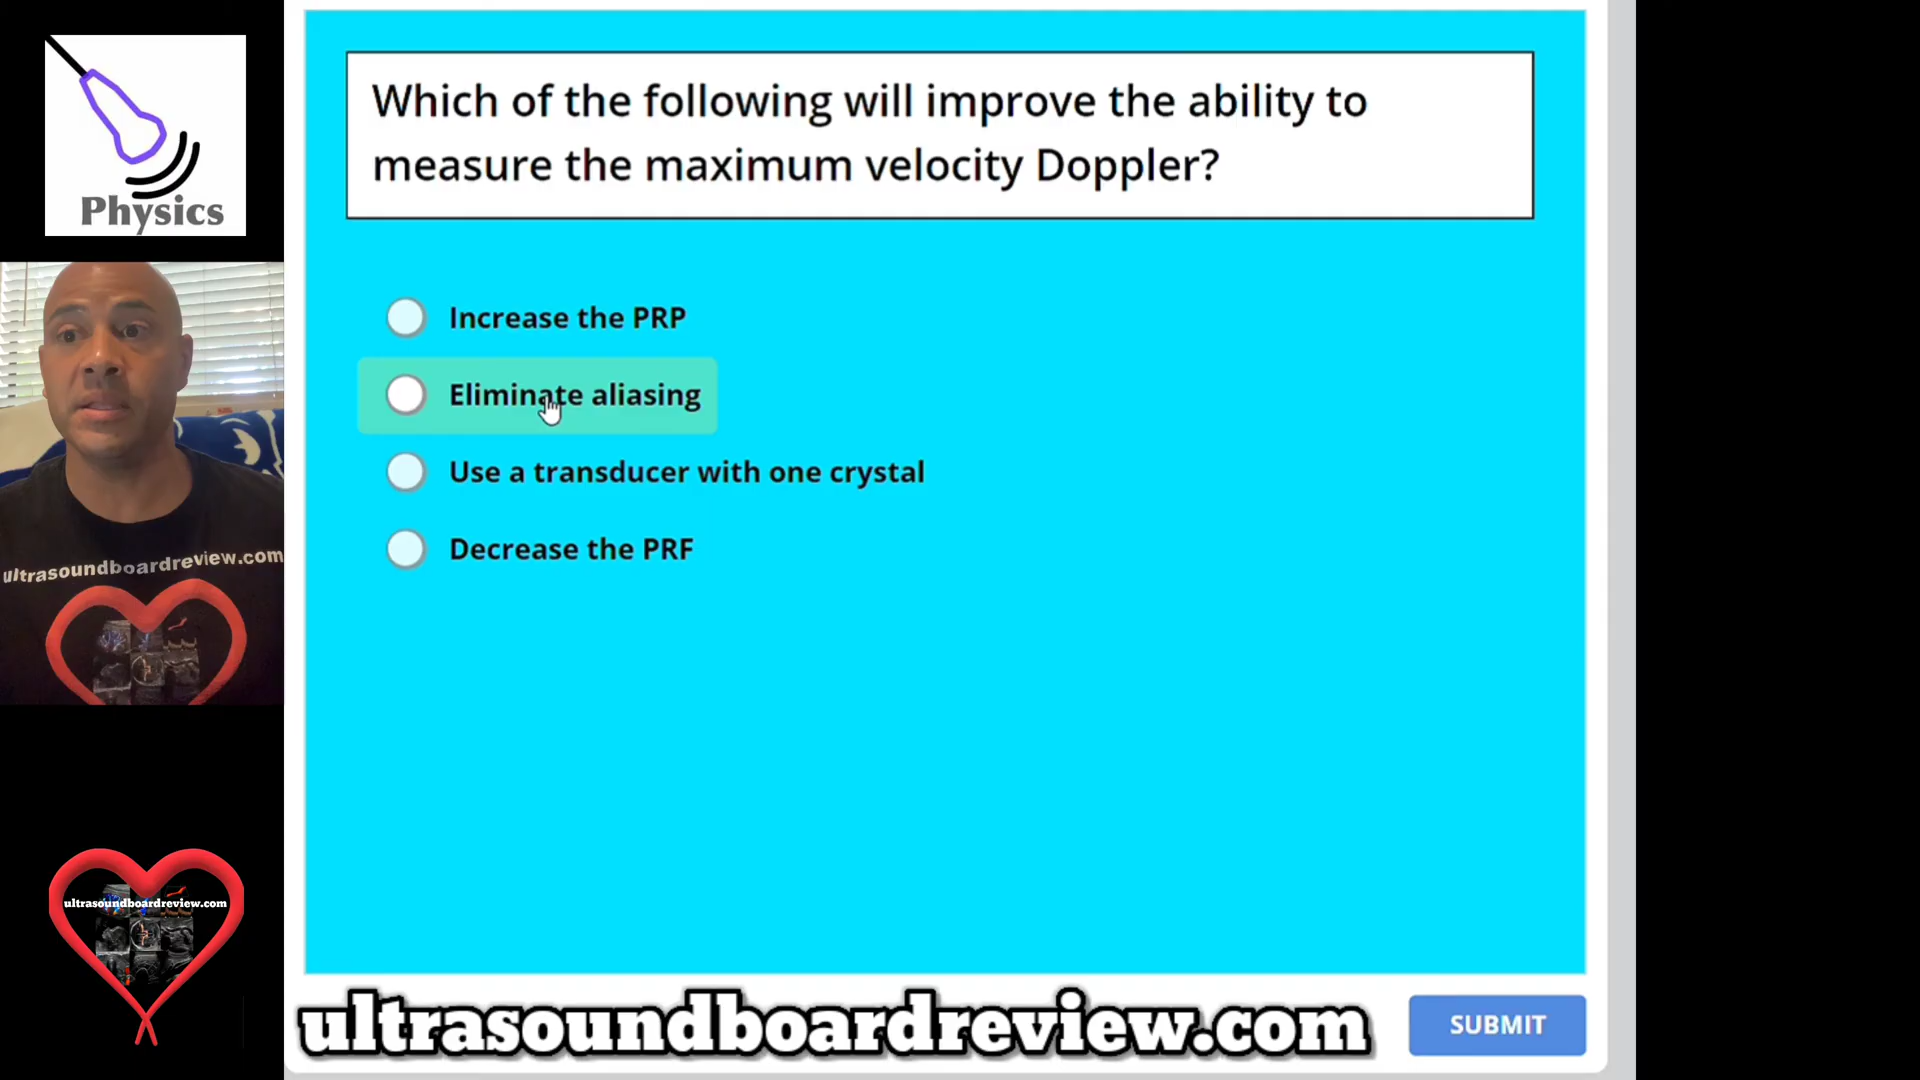 Physics
Which of the following will improve the ability to
measure the maximum velocity Doppler?
Increase the PRP
Eliminate aliasing
Use a transducer with one crystal
Decrease the PRF
ultrasoundboardreview.com
ultrasoundboardreview.com
ultrasoundboardreview.com
SUBMIT